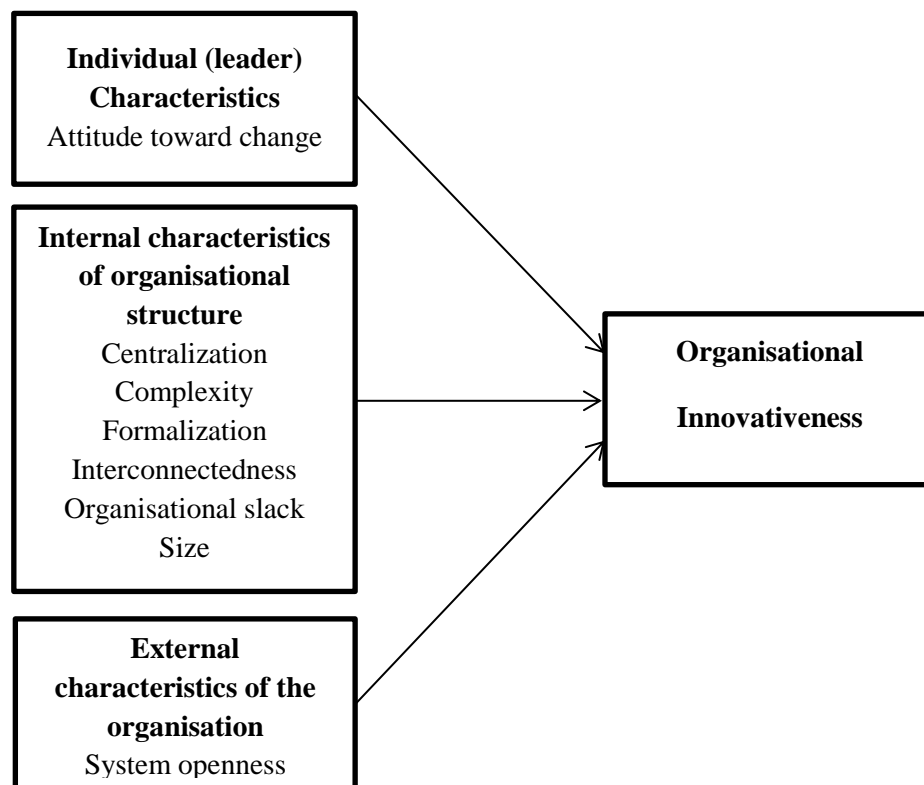 Individual (leader)
Characteristics
Attitude toward change
Internal characteristics
of organisational
structure
Centralization
Complexity
Formalization
Interconnectedness
Organisational slack
Size
External
characteristics of the
organisation
System openness
Organisational
Innovativeness